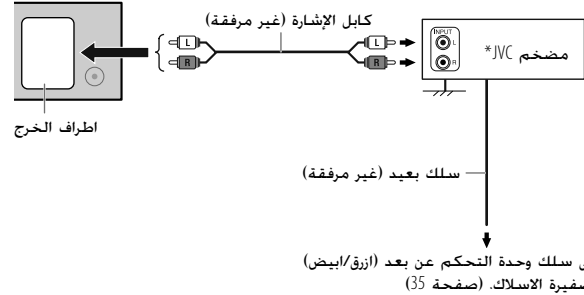 كابل الإشارة (غير مرفقة)
L
R
L
R
INPUT
L
R
مضخم JVC*
اطراف الخرج
سلك بعيد (غير مرفقة)
سلك وحدة التحكم عن بعد (ازرق/ابيض)
الاسلاك. (صفحة 35)